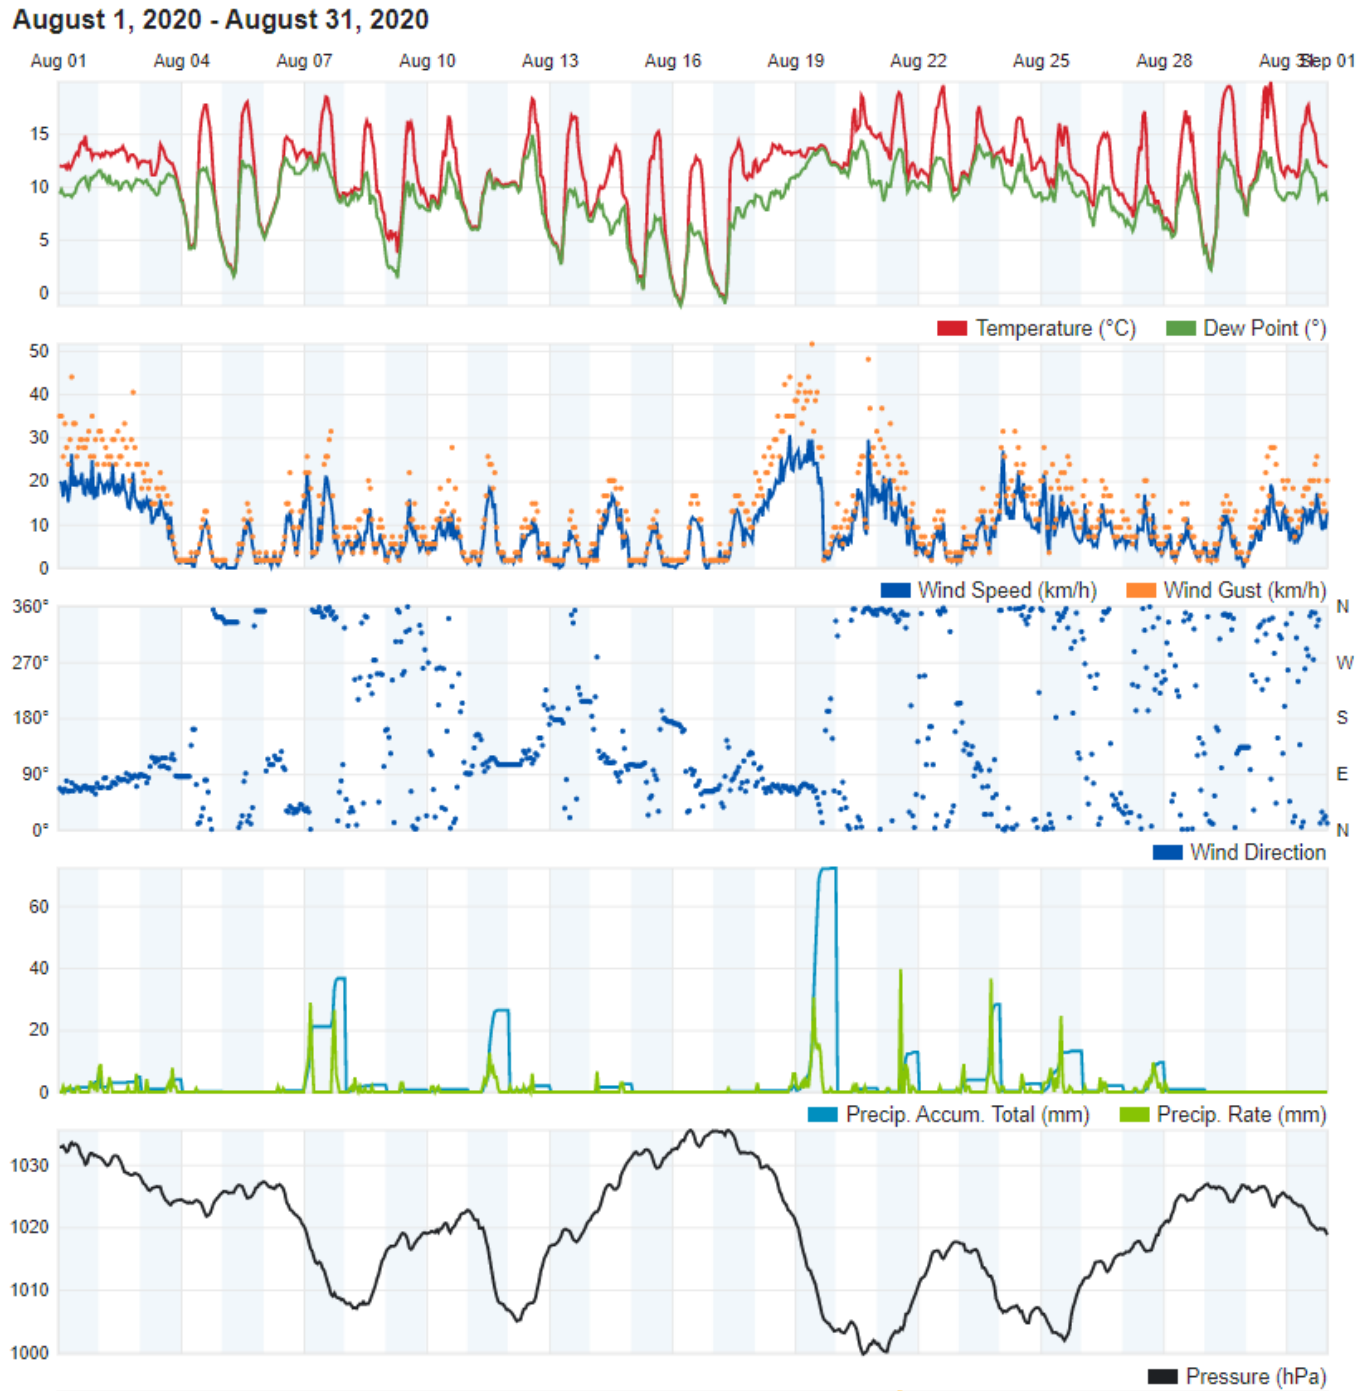 August 1, 2020 - August 31, 2020
Aug 01 Aug 04 Aug 07 Aug 10 Aug 13 Aug 16 Aug 19 Aug 22 Aug 25 Aug 28 Aug 31 Sep 01
15
10
5
0
Temperature (°C) Dew Point (°)
50
40
30
20
10
0
Wind Speed (km/h) Wind Gust (km/h)
360° N
270° W
180° S
90° E
0° N
Wind Direction
60
40
20
0
Precip. Accum. Total (mm) Precip. Rate (mm)
1030
1020
1010
1000
Pressure (hPa)